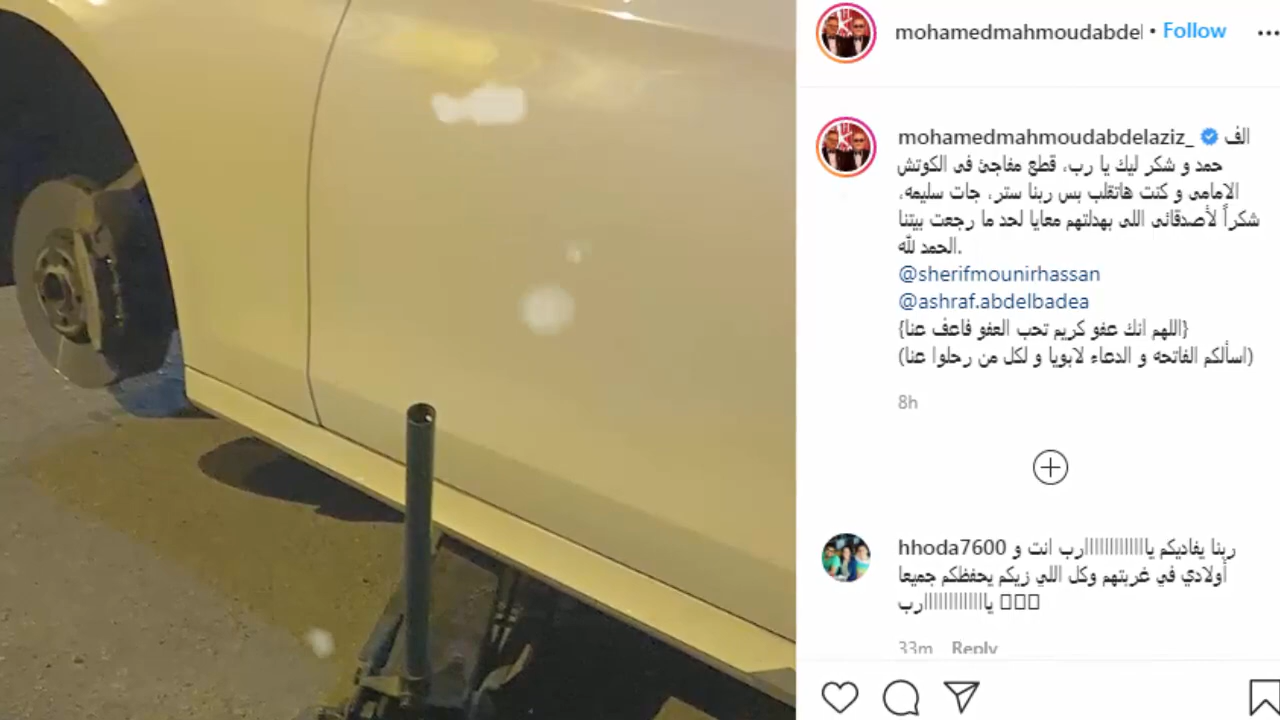 mohamedmahmoudabdel • Follow
mohamedmahmoudabdelaziz_ الف
حمد و شكر ليك يا رب، قطع مفاجئ فى الكوتش
الامامى و كنت هاتقلب بس ربنا ستر، جات سليمه،
شكراً لأصدقائى اللى بهدلتهم معايا لحد ما رجعت بيتنا
الحمد لله.
@sherifmounirhassan
@ashraf.abdelbadea
{اللهم انك عفو كريم تحب العفو فاعف عنا}
(اسألكم الفاتحه و الدعاء لابويا و لكل من رحلوا عنا)
8h
hhoda7600 ربنا يفاديكم يااااااااااااارب انت و
أولادي في غربتهم وكل اللي زيكم يحفظكم جميعا
يااااااااااااارب
33m Reply